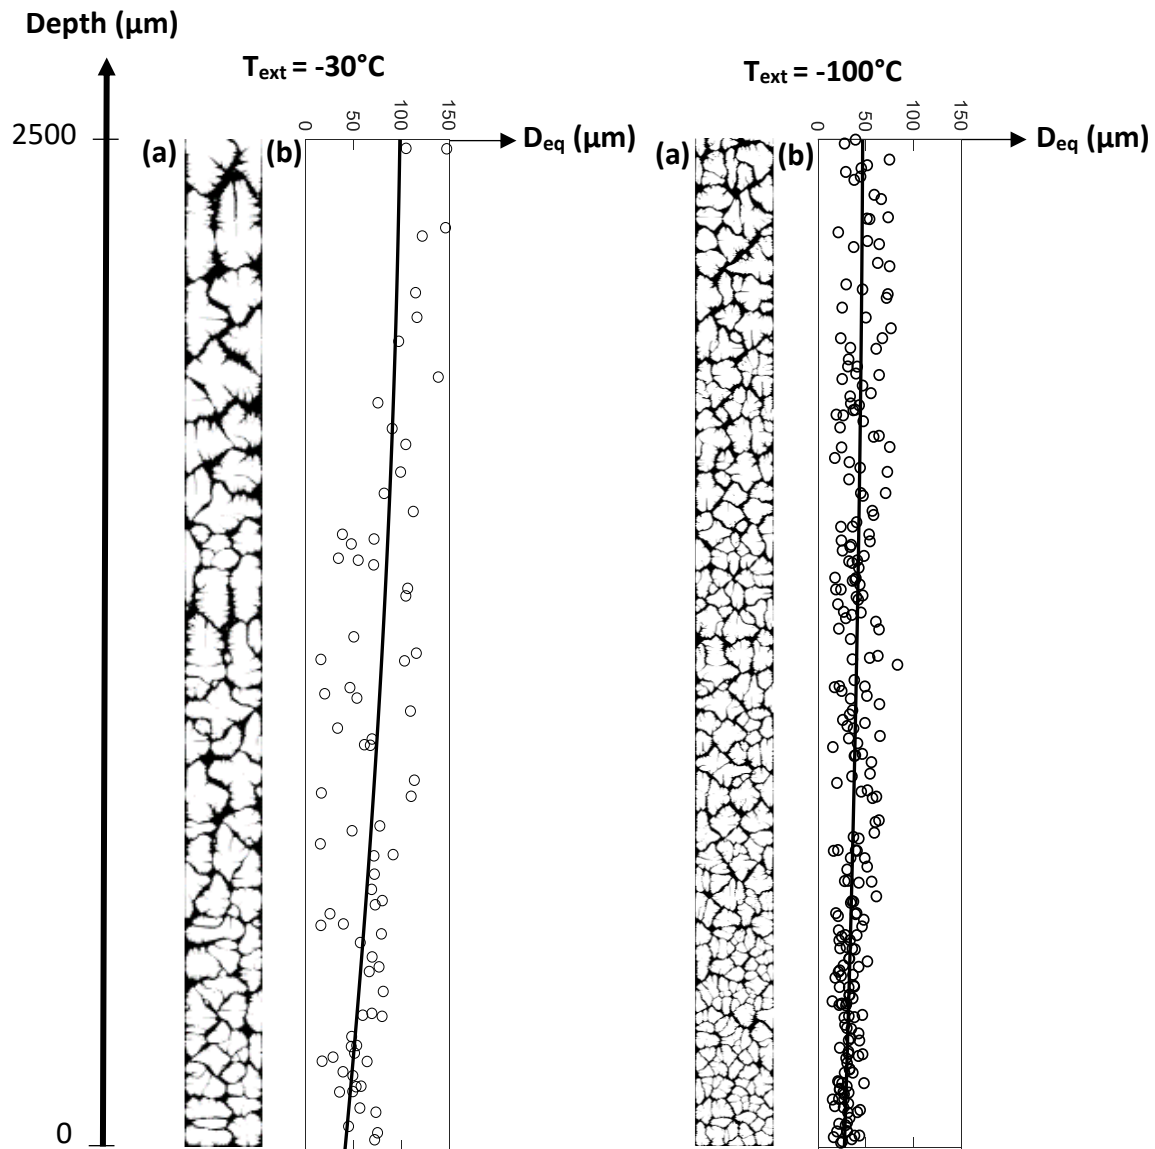 Depth (µm)
T_ext = -30°C
T_ext = -100°C
2500
(a)
(b)
0
50
100
150
D_eq (µm)
(a)
(b)
0
50
100
150
D_eq (µm)
0